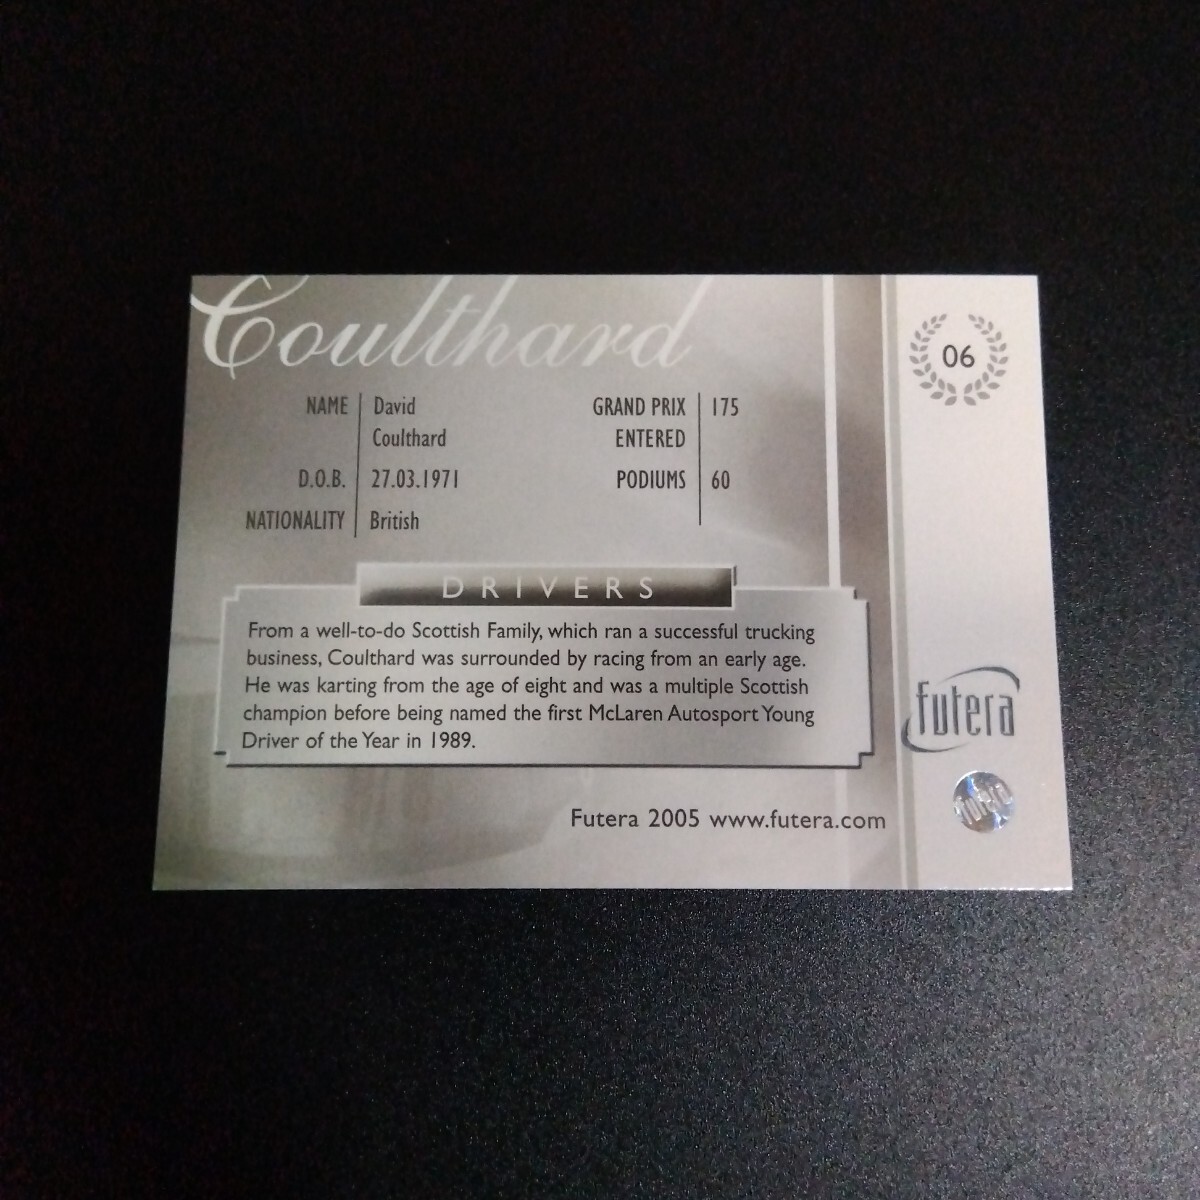 Coulthard
06
NAME David Coulthard
D.O.B. 27.03.1971
NATIONALITY British
GRAND PRIX ENTERED 175
PODIUMS 60
DRIVERS
From a well-to-do Scottish Family, which ran a successful trucking
business, Coulthard was surrounded by racing from an early age.
He was karting from the age of eight and was a multiple Scottish
champion before being named the first McLaren Autosport Young
Driver of the Year in 1989.
futera
futera
Futera 2005 www.futera.com